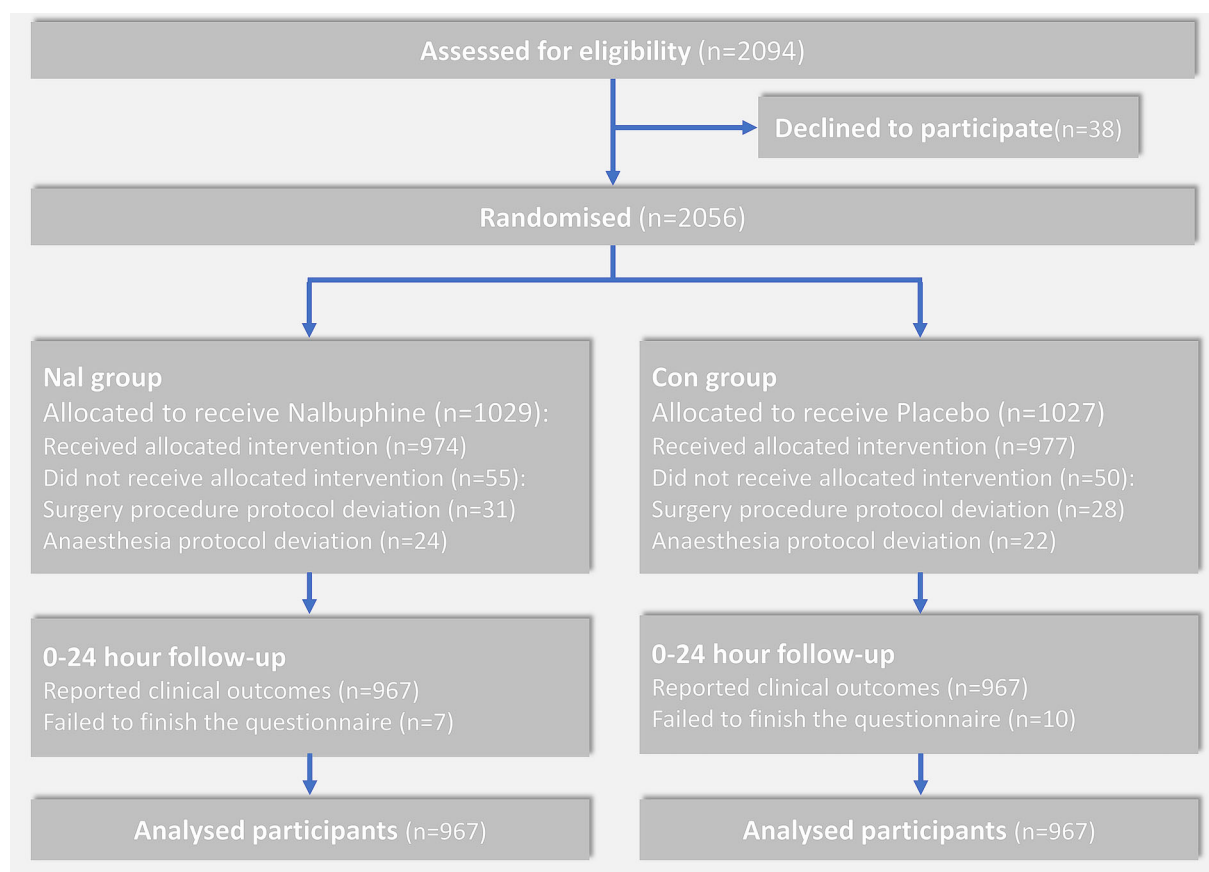 Assessed for eligibility (n=2094)
Declined to participate(n=38)
Randomised (n=2056)
Nal group
Allocated to receive Nalbuphine (n=1029):
Received allocated intervention (n=974)
Did not receive allocated intervention (n=55):
Surgery procedure protocol deviation (n=31)
Anaesthesia protocol deviation (n=24)
Con group
Allocated to receive Placebo (n=1027)
Received allocated intervention (n=977)
Did not receive allocated intervention (n=50):
Surgery procedure protocol deviation (n=28)
Anaesthesia protocol deviation (n=22)
0-24 hour follow-up
Reported clinical outcomes (n=967)
Failed to finish the questionnaire (n=7)
0-24 hour follow-up
Reported clinical outcomes (n=967)
Failed to finish the questionnaire (n=10)
Analysed participants (n=967)
Analysed participants (n=967)